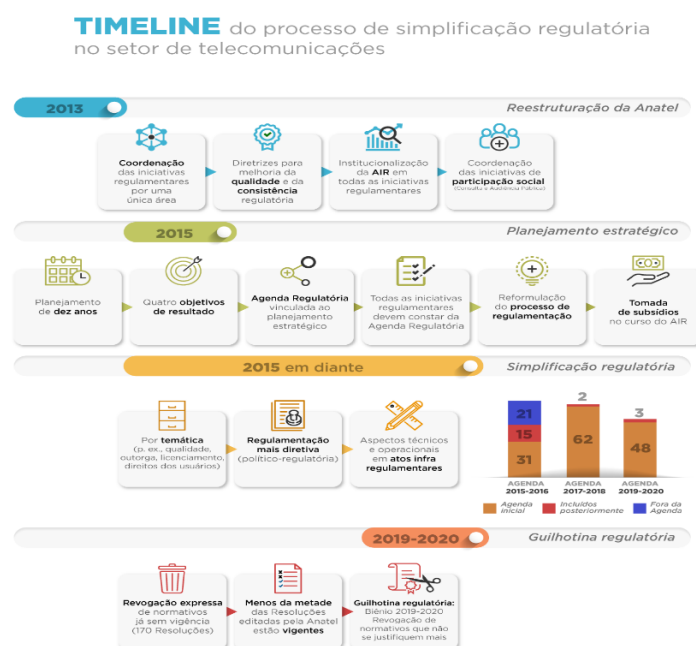 TIMELINE do processo de simplificação regulatória
no setor de telecomunicações
2013
Reestruturação da Anatel
Coordenação
das iniciativas
regulamentares
por uma
única área
Diretrizes para
melhoria da
qualidade e da
consistência
regulatória
Institucionalização
da AIR em
todas as iniciativas
regulamentares
Coordenação
das iniciativas de
participação social
(Consulta e Audiência Pública)
2015
Planejamento estratégico
Planejamento
de dez anos
Quatro objetivos
de resultado
Agenda Regulatória
vinculada ao
planejamento
estratégico
Todas as iniciativas
regulamentares
devem constar da
Agenda Regulatória
Reformulação
do processo de
regulamentação
Tomada
de subsídios
no curso do AIR
2015 em diante
Simplificação regulatória
Por temática
(p. ex., qualidade,
outorga, licenciamento,
direitos dos usuários)
Regulamentação
mais diretiva
(político-regulatória)
Aspectos técnicos
e operacionais
em atos infra
regulamentares
21
15
31
2
62
3
48
AGENDA
2015-2016
AGENDA
2017-2018
AGENDA
2019-2020
Agenda
inicial
Incluídos
posteriormente
Fora da
Agenda
2019-2020
Guilhotina regulatória
Revogação expressa
de normativos
já sem vigência
(170 Resoluções)
Menos da metade
das Resoluções
editadas pela Anatel
estão vigentes
Guilhotina regulatória:
Biênio 2019-2020
Revogação de
normativos que não
se justifiquem mais